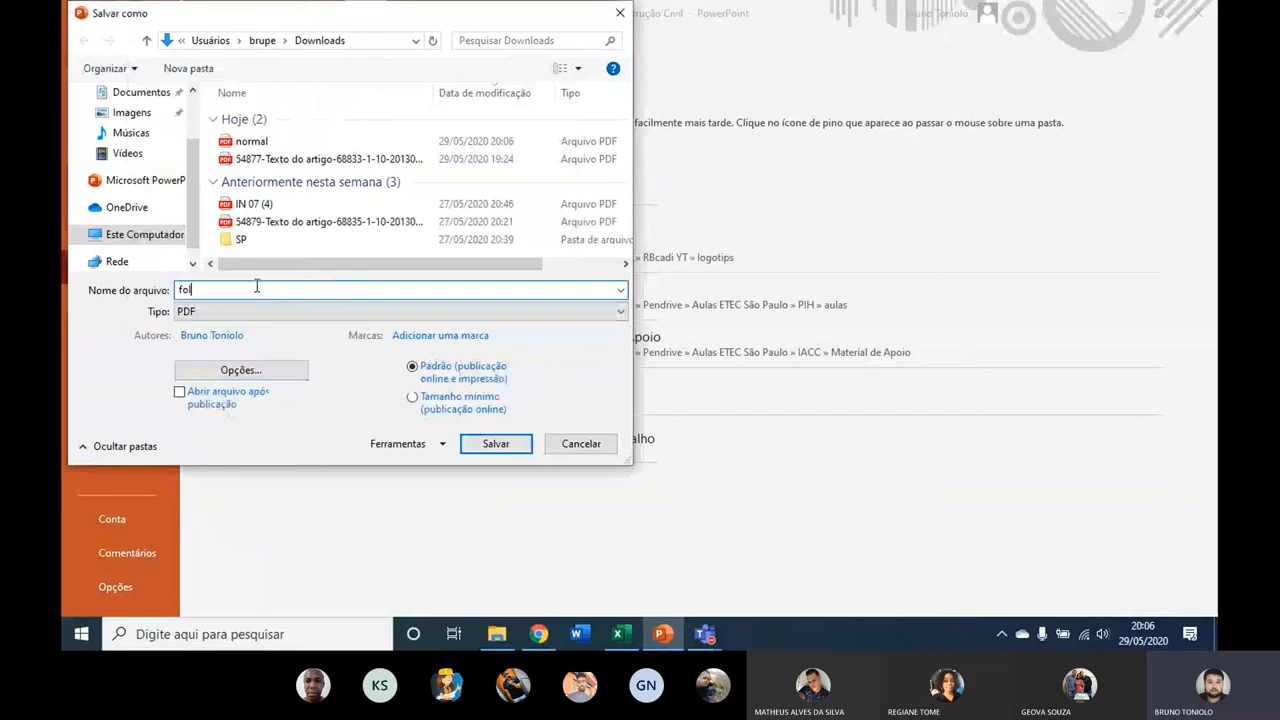 Salvar como
trução Civil - PowerPoint
Bruno Toniolo
« Usuários › brupe › Downloads
Pesquisar Downloads
Organizar
Nova pasta
Documentos
Imagens
Músicas
Vídeos
Microsoft PowerP
OneDrive
Este Computador
Rede
Nome
Data de modificação
Tipo
Hoje (2)
normal 29/05/2020 20:06 Arquivo PDF
54877-Texto do artigo-68833-1-10-20130... 29/05/2020 19:24 Arquivo PDF
Anteriormente nesta semana (3)
IN 07 (4) 27/05/2020 20:46 Arquivo PDF
54879-Texto do artigo-68835-1-10-20130... 27/05/2020 20:21 Arquivo PDF
SP 27/05/2020 20:39 Pasta de arquivo
facilmente mais tarde. Clique no ícone de pino que aparece ao passar o mouse sobre uma pasta.
» RBcadi YT » logotips
» Pendrive » Aulas ETEC São Paulo » PIH » aulas
poio
» Pendrive » Aulas ETEC São Paulo » IACC » Material de Apoio
alho
Nome do arquivo: fol
Tipo: PDF
Autores: Bruno Toniolo
Marcas: Adicionar uma marca
Opções...
Abrir arquivo após
publicação
Padrão (publicação
online e impressão)
Tamanho mínimo
(publicação online)
Ocultar pastas
Ferramentas
Salvar
Cancelar
Conta
Comentários
Opções
Digite aqui para pesquisar
20:06
29/05/2020
KS
GN
MATHEUS ALVES DA SILVA
REGIANE TOME
GEOVA SOUZA
BRUNO TONIOLO